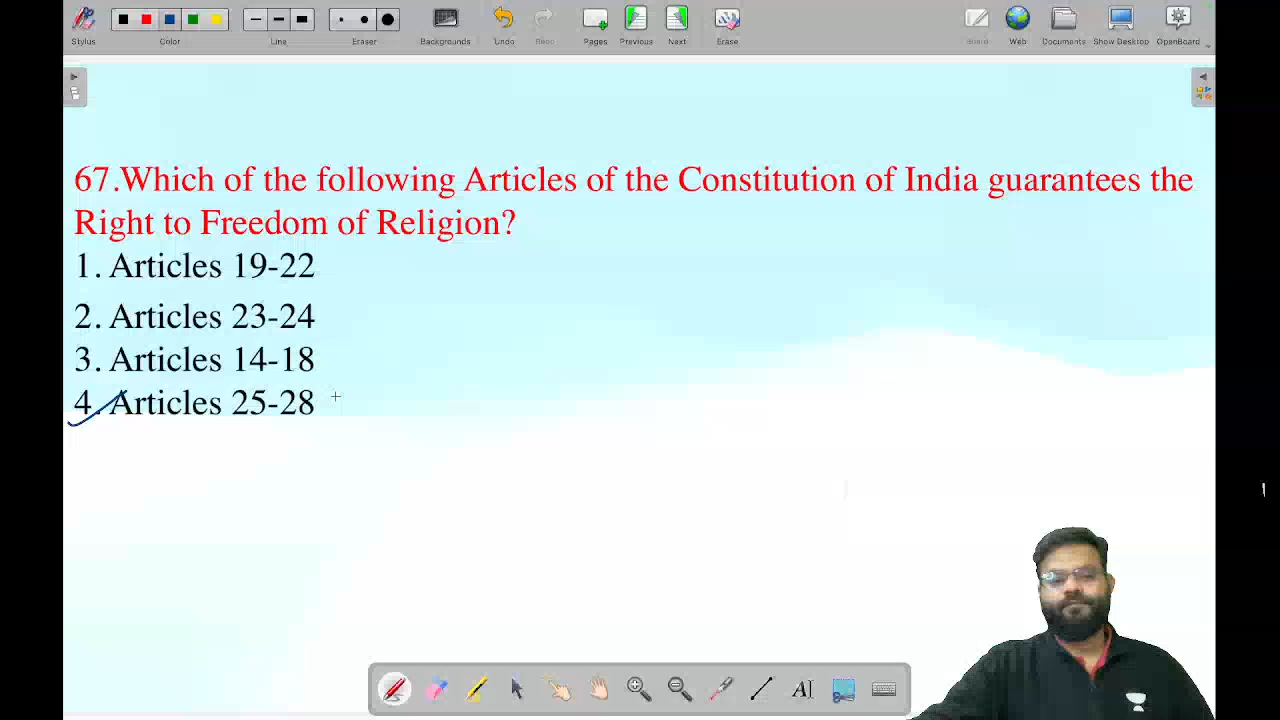 Stylus
Color
Line
Eraser
Backgrounds
Undo
Redo
Pages
Previous
Next
Erase
Board
Web
Documents
Show Desktop
OpenBoard
67.Which of the following Articles of the Constitution of India guarantees the
Right to Freedom of Religion?
1. Articles 19-22
2. Articles 23-24
3. Articles 14-18
4. Articles 25-28